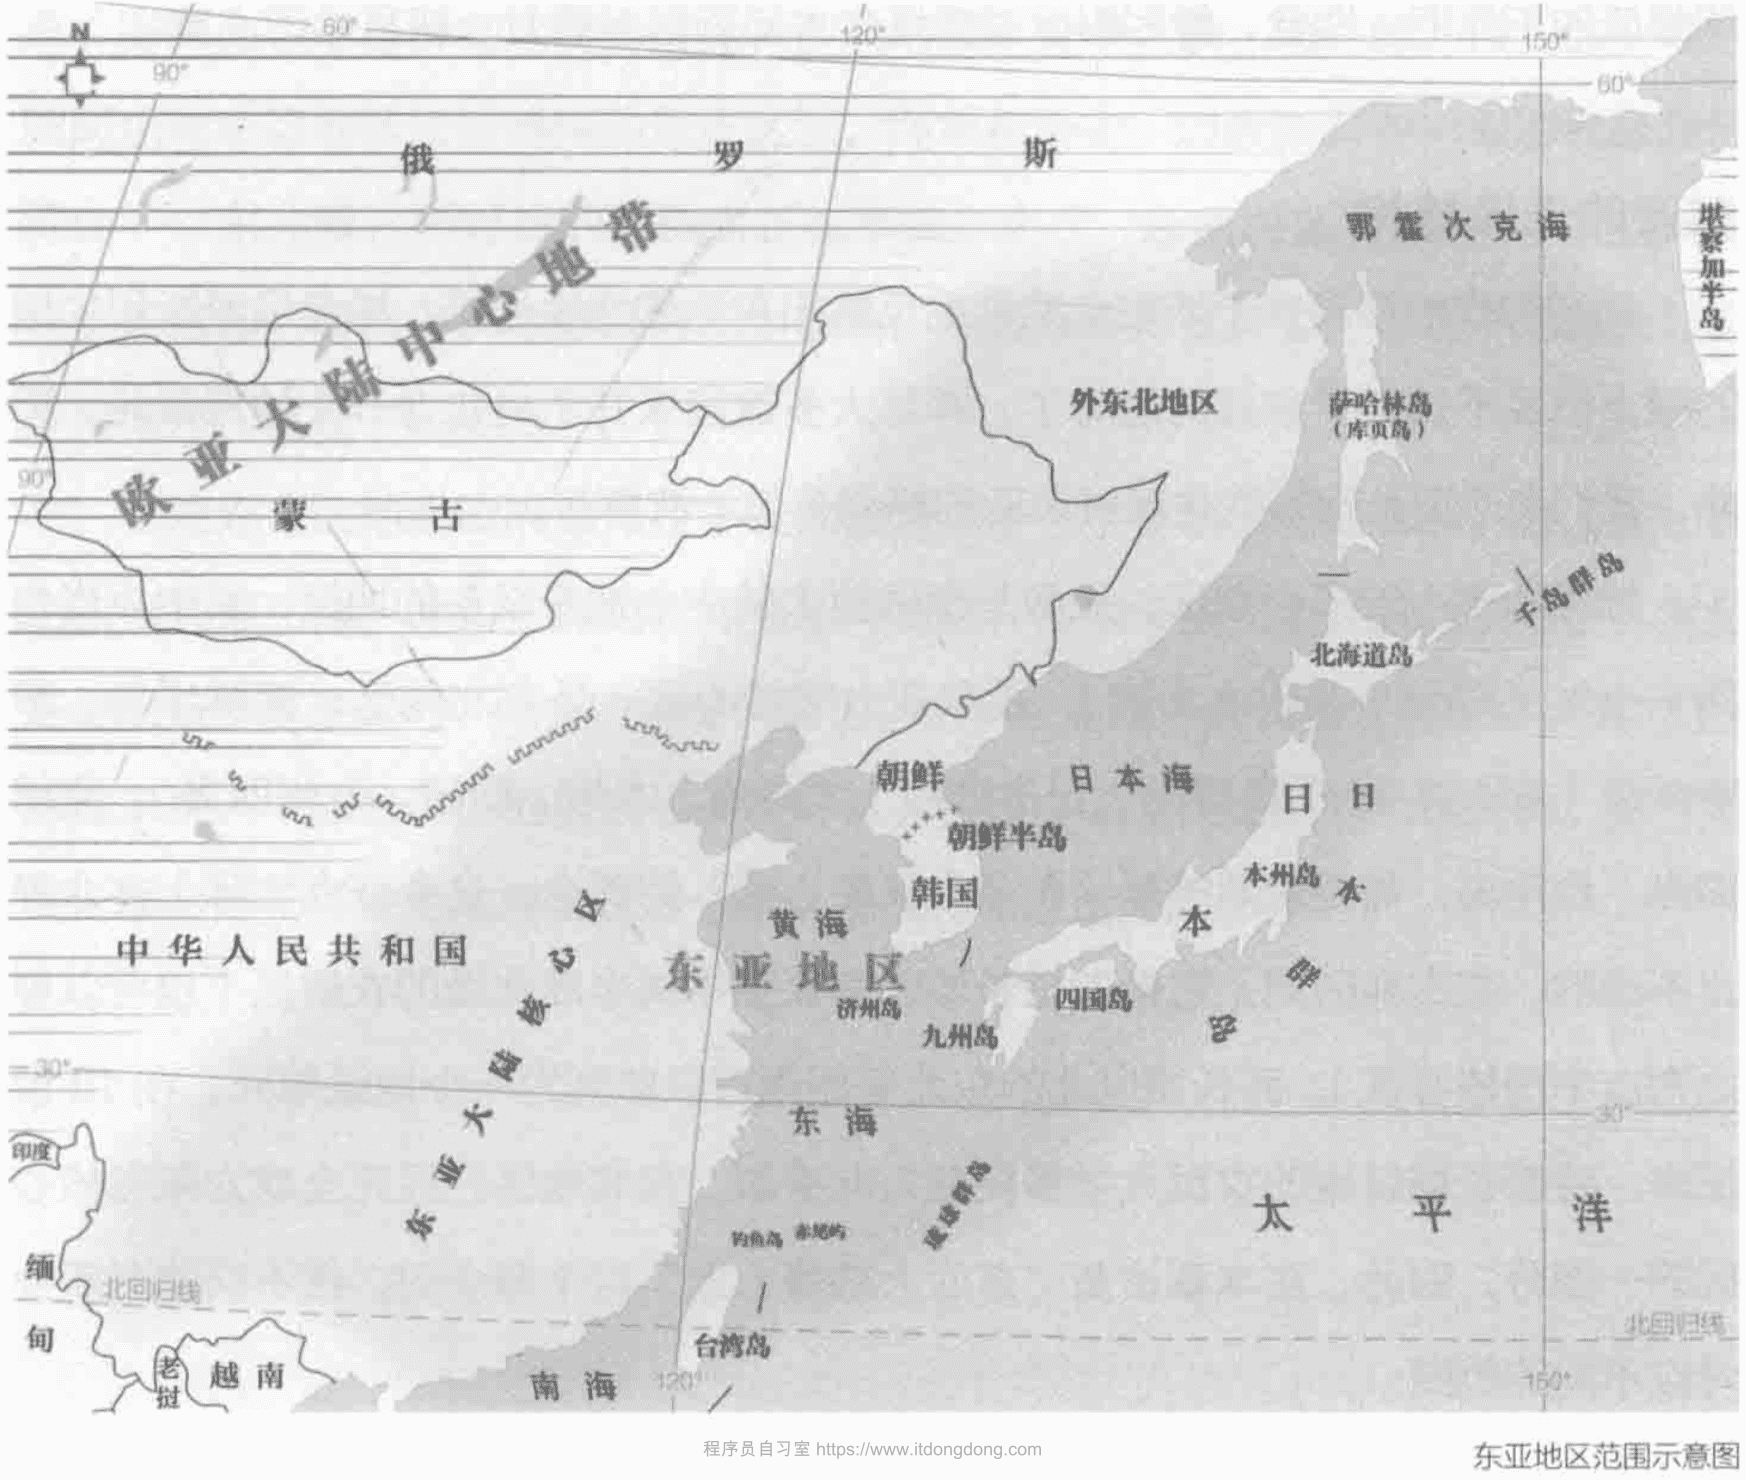 N
60°
120°
150°
90°
60°
俄罗斯
鄂霍次克海
堪察加半岛
欧亚大陆中心地带
外东北地区
萨哈林岛
（库页岛）
90°
蒙古
千岛群岛
北海道岛
朝鲜
日本海
日本
日本群岛
朝鲜半岛
本州岛
韩国
黄海
中华人民共和国
东亚大陆核心区
东亚地区
济州岛
四国岛
九州岛
30°
东海
30°
印度
琉球群岛
太平洋
钓鱼岛
赤尾屿
缅甸
北回归线
北回归线
台湾岛
老挝
越南
南海
120°
150°
程序员自习室 https://www.itdongdong.com
东亚地区范围示意图